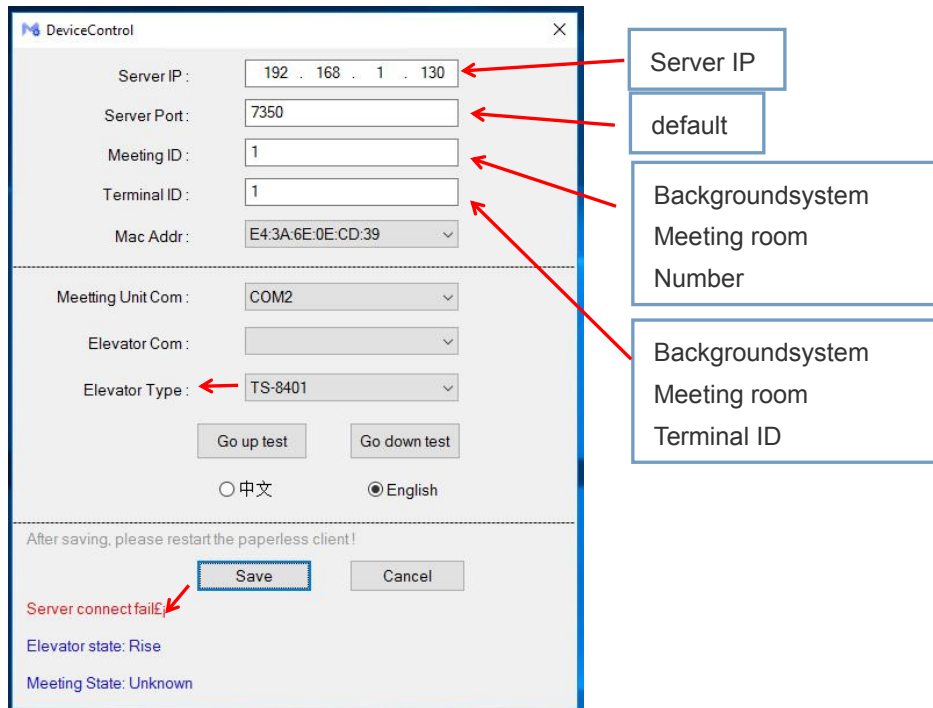 DeviceControl
Server IP :
192 . 168 . 1 . 130
Server IP
Server Port :
7350
default
Meeting ID :
1
Backgroundsystem
Meeting room
Number
Terminal ID :
1
Mac Addr :
E4:3A:6E:0E:CD:39
Meetting Unit Com :
COM2
Elevator Com :
Backgroundsystem
Meeting room
Terminal ID
Elevator Type :
TS-8401
Go up test
Go down test
中文
English
After saving, please restart the paperless client !
Save
Cancel
Server connect fail£¡
Elevator state: Rise
Meeting State: Unknown